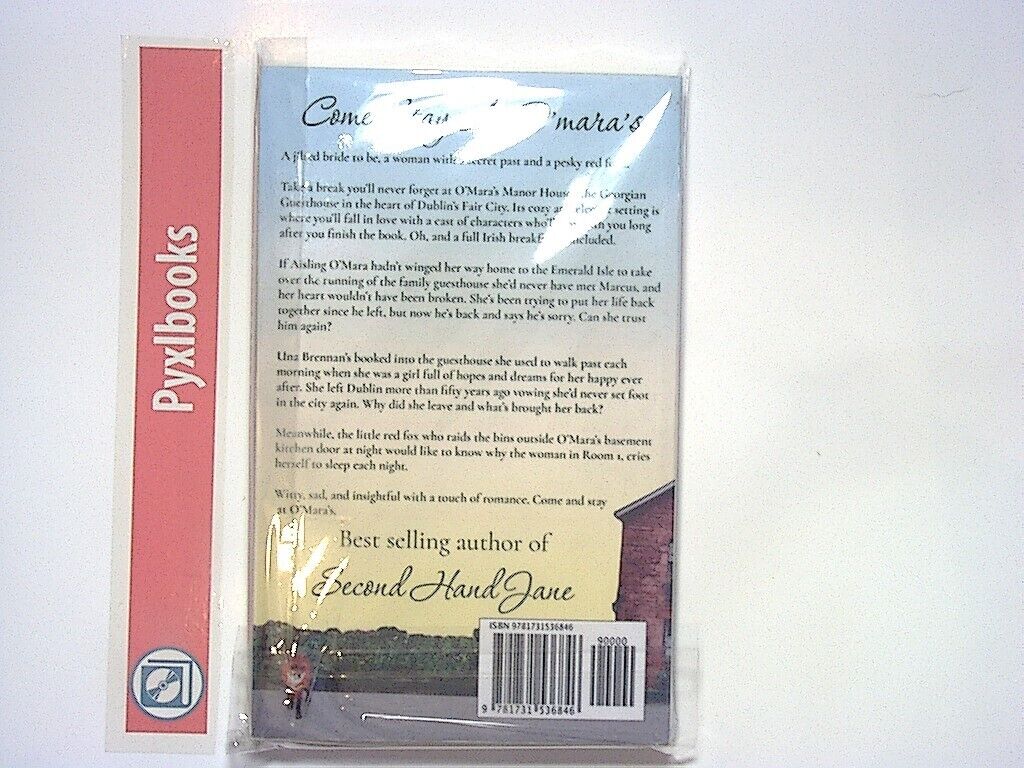 Pyxlbooks
Come O'mara's
A jilted bride to be, a woman with secret past and a pesky red
Take a break you'll never forget at O'Mara's Manor House the Georgian
Guesthouse in the heart of Dublin's Fair City. Its cozy setting is
where you'll fall in love with a cast of characters you long
after you finish the book. Oh, and a full Irish included.
If Aisling O'Mara hadn't winged her way home to the Emerald Isle to take
over the running of the family guesthouse she'd never have met Marcus, and
her heart wouldn't have been broken. She's been trying to put her life back
together since he left, but now he's back and says he's sorry. Can she trust
him again?
Una Brennan's booked into the guesthouse she used to walk past each
morning when she was a girl full of hopes and dreams for her happy ever
after. She left Dublin more than fifty years ago vowing she'd never set foot
in the city again. Why did she leave and what's brought her back?
Meanwhile, the little red fox who raids the bins outside O'Mara's basement
kitchen door at night would like to know why the woman in Room 1, cries
herself to sleep each night.
Witty, sad, and insightful with a touch of romance. Come and stay
at O'Mara's.
Best selling author of
Second Hand Jane
ISBN 9781731536846
90000
9 781731 536846